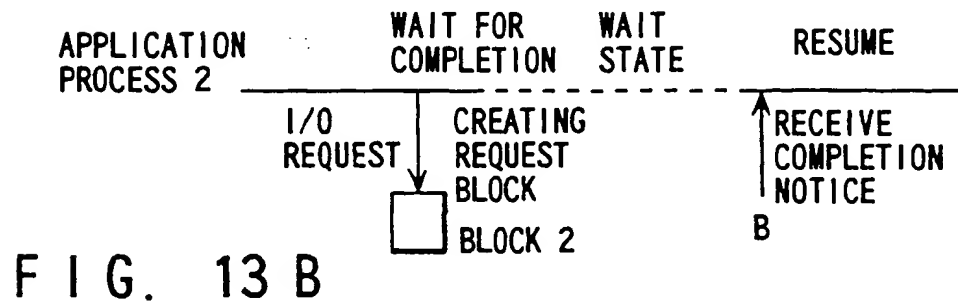 APPLICATION
PROCESS 2
WAIT FOR
COMPLETION
WAIT
STATE
RESUME
I/O
REQUEST
CREATING
REQUEST
BLOCK
BLOCK 2
RECEIVE
COMPLETION
NOTICE
B
FIG. 13B